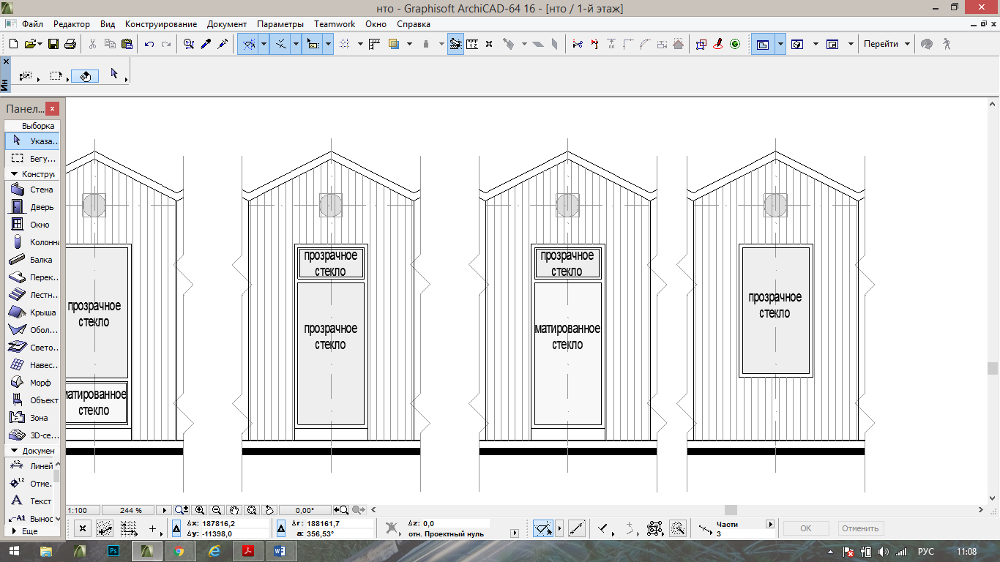 нто - Graphisoft ArchiCAD-64 16 - [нто / 1-й этаж]
Файл Редактор Вид Конструирование Документ Параметры Teamwork Окно Справка
Перейти
Ин
Панел...
Выборка
Указа...
Бегу...
Констру
Стена
Дверь
Окно
Колонна
Балка
Перек...
Лестн...
Крыша
Обол...
Свето...
Навес...
Морф
Объект
Зона
3D-се...
Докумен
Линей
Отме.
Текст
Вынос
Еще
прозрачное
стекло
матированное
стекло
прозрачное
стекло
прозрачное
стекло
прозрачное
стекло
матированное
стекло
прозрачное
стекло
1:100 244 % 0,00°
Δx: 187816,2 Δr: 188161,7 Δz: 0,0 Части ОК Отменить
Δy: -11398,0 a: 356,53° отн. Проектный нуль 3
РУС 11:08